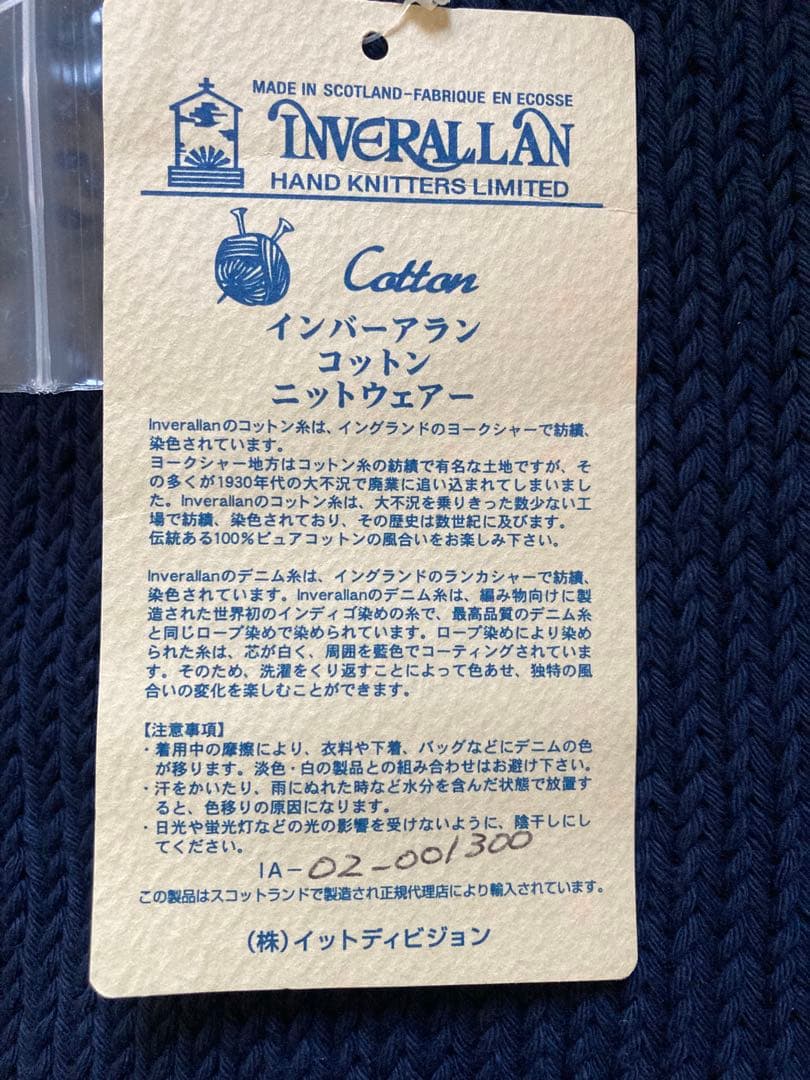 MADE IN SCOTLAND-FABRIQUE EN ECOSSE
INVERALLAN
HAND KNITTERS LIMITED
Cotton
インバーアラン
コットン
ニットウェアー
Inverallanのコットン糸は、イングランドのヨークシャーで紡績、
染色されています。
ヨークシャー地方はコットン糸の紡績で有名な土地ですが、そ
の多くが1930年代の大不況で廃業に追い込まれてしまいまし
た。Inverallanのコットン糸は、大不況を乗りきった数少ない工
場で紡績、染色されており、その歴史は数世紀に及びます。
伝統ある100%ピュアコットンの風合いをお楽しみ下さい。
Inverallanのデニム糸は、イングランドのランカシャーで紡績、
染色されています。Inverallanのデニム糸は、編み物向けに製
造された世界初のインディゴ染めの糸で、最高品質のデニム糸
と同じロープ染めで染められています。ロープ染めにより染め
られた糸は、芯が白く、周囲を藍色でコーティングされていま
す。そのため、洗濯をくり返すことによって色あせ、独特の風
合いの変化を楽しむことができます。
【注意事項】
・着用中の摩擦により、衣料や下着、バッグなどにデニムの色
が移ります。淡色・白の製品との組み合わせはお避け下さい。
・汗をかいたり、雨にぬれた時など水分を含んだ状態で放置す
ると、色移りの原因になります。
・日光や蛍光灯などの光の影響を受けないように、陰干しにし
てください。
IA-02-001300
この製品はスコットランドで製造され正規代理店により輸入されています。
(株)イットディビジョン